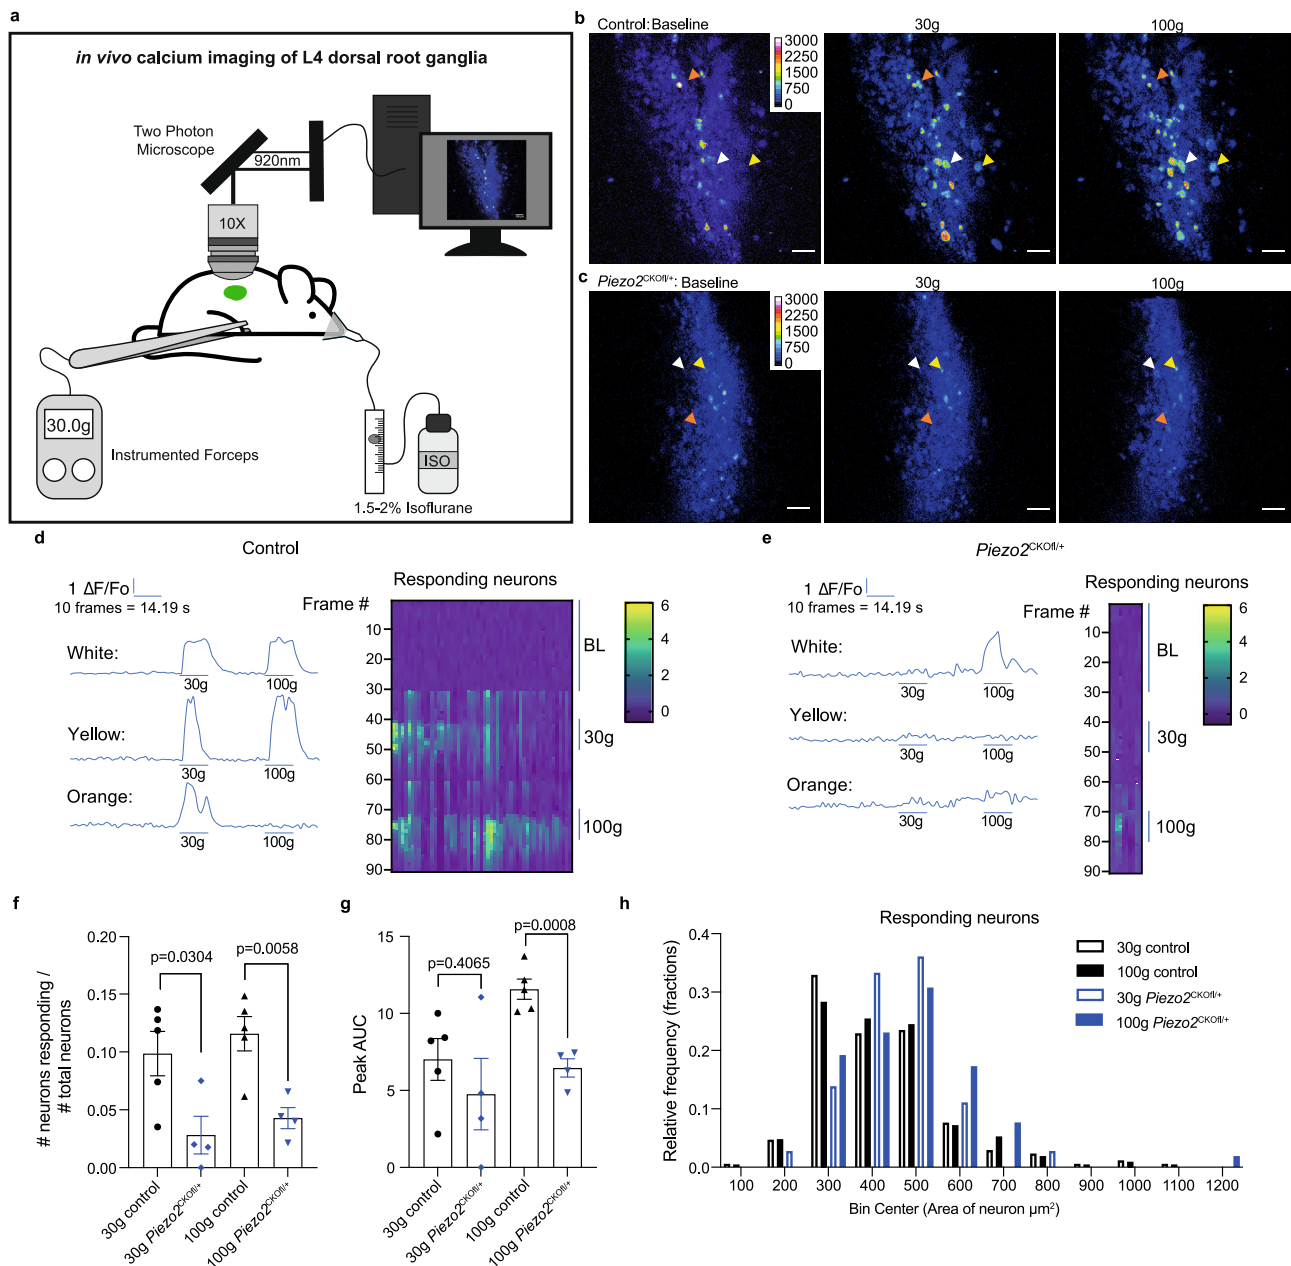 a
in vivo calcium imaging of L4 dorsal root ganglia
Two Photon
Microscope
920nm
10X
30.0g
Instrumented Forceps
ISO
1.5-2% Isoflurane
b
Control: Baseline
30g
100g
3000
2250
1500
750
0
c
Piezo2CKOfl/+: Baseline
30g
100g
3000
2250
1500
750
0
d
Control
1 ΔF/Fo
10 frames = 14.19 s
White:
30g
100g
Yellow:
30g
100g
Orange:
30g
100g
Responding neurons
Frame #
10
20
30
40
50
60
70
80
90
BL
30g
100g
6
4
2
0
e
Piezo2CKOfl/+
1 ΔF/Fo
10 frames = 14.19 s
White:
30g
100g
Yellow:
30g
100g
Orange:
30g
100g
Responding neurons
Frame #
10
20
30
40
50
60
70
80
90
BL
30g
100g
6
4
2
0
f
# neurons responding /
# total neurons
0.20
0.15
0.10
0.05
0.00
p=0.0304
p=0.0058
30g control
30g Piezo2CKOfl/+
100g control
100g Piezo2CKOfl/+
g
Peak AUC
15
10
5
0
p=0.4065
p=0.0008
30g control
30g Piezo2CKOfl/+
100g control
100g Piezo2CKOfl/+
h
Responding neurons
Relative frequency (fractions)
0.4
0.3
0.2
0.1
0.0
100 200 300 400 500 600 700 800 900 1000 1100 1200
Bin Center (Area of neuron µm²)
30g control
100g control
30g Piezo2CKOfl/+
100g Piezo2CKOfl/+